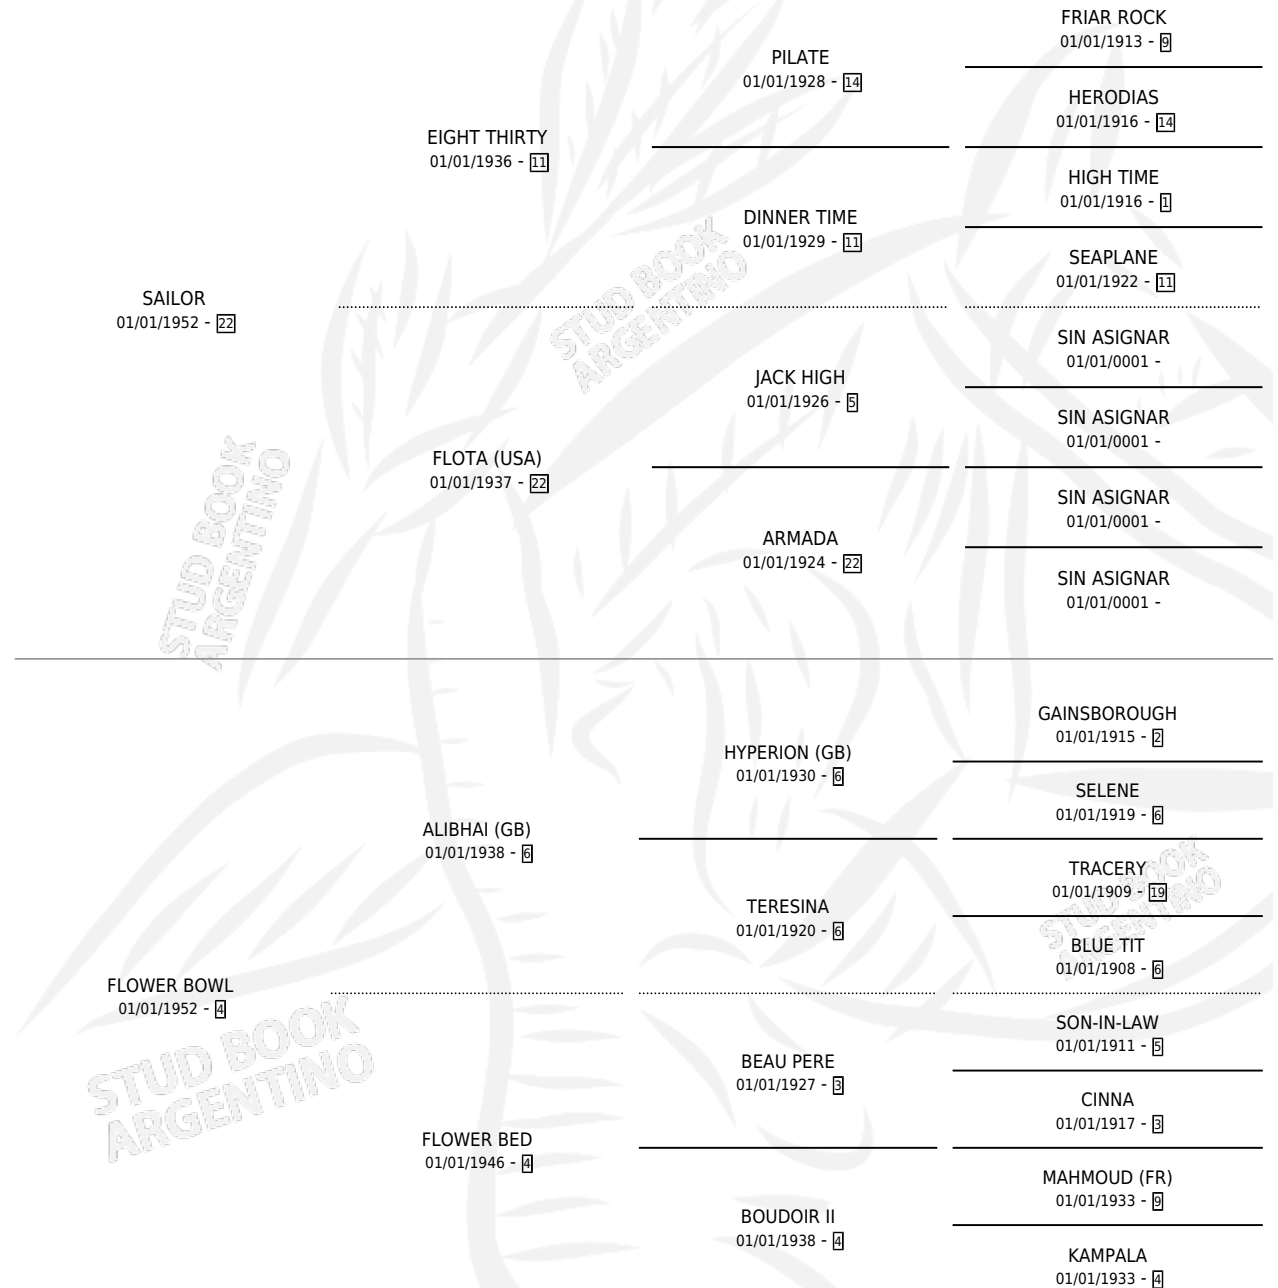 FRIAR ROCK
01/01/1913 - 9
PILATE
01/01/1928 - 14
HERODIAS
01/01/1916 - 14
EIGHT THIRTY
01/01/1936 - 11
HIGH TIME
01/01/1916 - 1
DINNER TIME
01/01/1929 - 11
SEAPLANE
01/01/1922 - 11
SAILOR
01/01/1952 - 22
SIN ASIGNAR
01/01/0001 -
JACK HIGH
01/01/1926 - 5
SIN ASIGNAR
01/01/0001 -
FLOTA (USA)
01/01/1937 - 22
SIN ASIGNAR
01/01/0001 -
ARMADA
01/01/1924 - 22
SIN ASIGNAR
01/01/0001 -
GAINSBOROUGH
01/01/1915 - 2
HYPERION (GB)
01/01/1930 - 6
SELENE
01/01/1919 - 6
ALIBHAI (GB)
01/01/1938 - 6
TRACERY
01/01/1909 - 19
TERESINA
01/01/1920 - 6
BLUE TIT
01/01/1908 - 6
FLOWER BOWL
01/01/1952 - 4
SON-IN-LAW
01/01/1911 - 5
BEAU PERE
01/01/1927 - 3
CINNA
01/01/1917 - 3
FLOWER BED
01/01/1946 - 4
MAHMOUD (FR)
01/01/1933 - 9
BOUDOIR II
01/01/1938 - 4
KAMPALA
01/01/1933 - 4
STUD BOOK
ARGENTINO
STUD BOOK
ARGENTINO
STUD BOOK
ARGENTINO
STUD BOOK
ARGENTINO